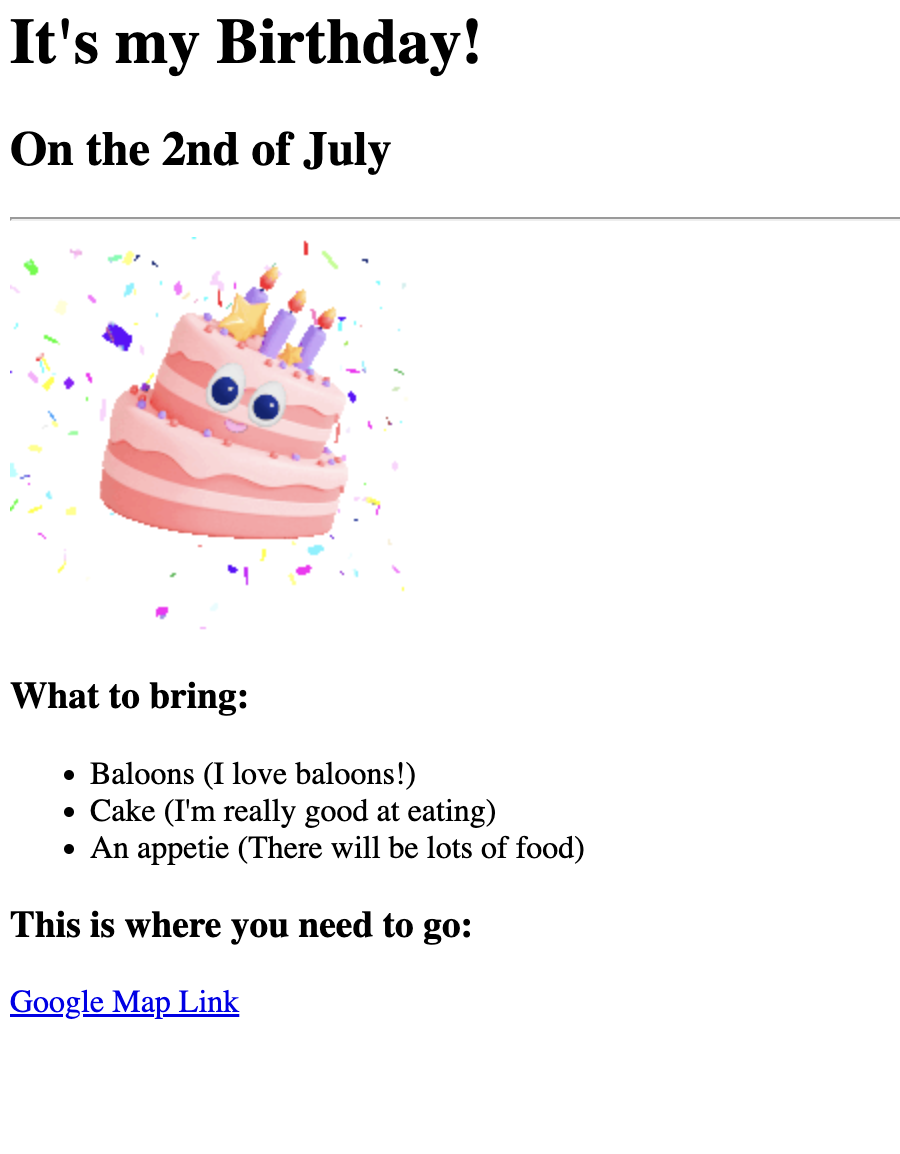 It's my Birthday!
On the 2nd of July
What to bring:
Baloons (I love baloons!)
Cake (I'm really good at eating)
An appetie (There will be lots of food)
This is where you need to go:
Google Map Link